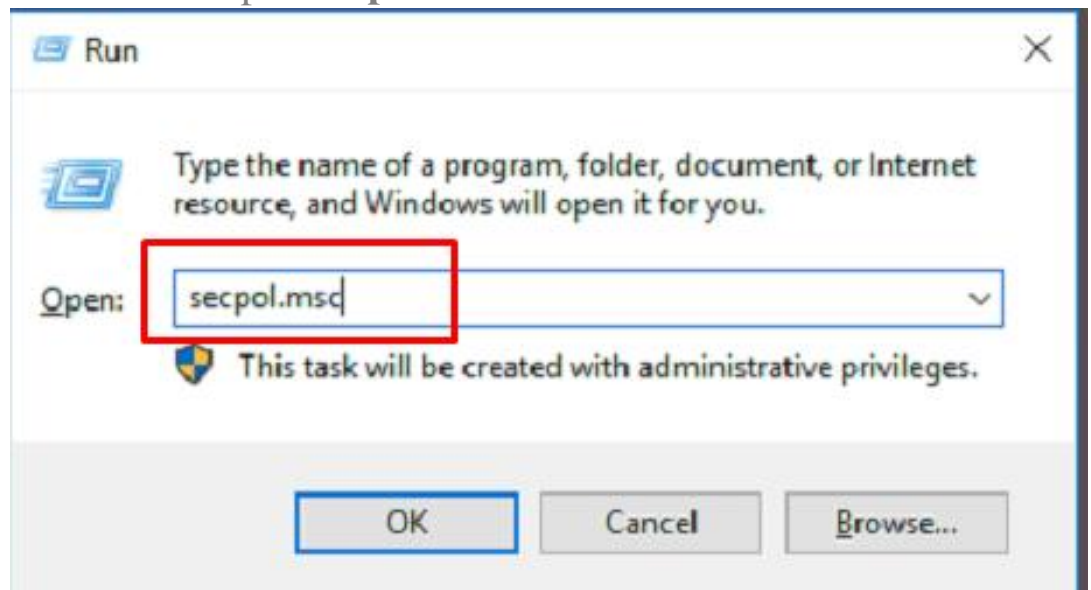 Run
Type the name of a program, folder, document, or Internet
resource, and Windows will open it for you.
Open: secpol.msc
This task will be created with administrative privileges.
OK Cancel Browse...